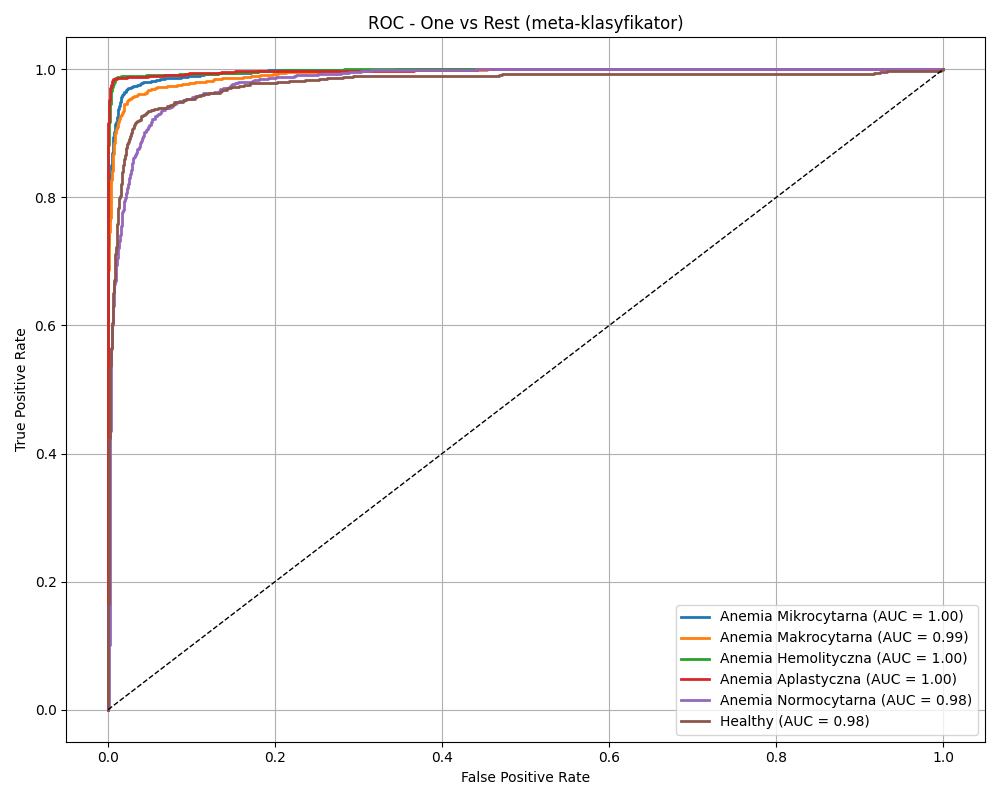 ROC - One vs Rest (meta-klasyfikator)
True Positive Rate
1.0
0.8
0.6
0.4
0.2
0.0
Anemia Mikrocytarna (AUC = 1.00)
Anemia Makrocytarna (AUC = 0.99)
Anemia Hemolityczna (AUC = 1.00)
Anemia Aplastyczna (AUC = 1.00)
Anemia Normocytarna (AUC = 0.98)
Healthy (AUC = 0.98)
0.0 0.2 0.4 0.6 0.8 1.0
False Positive Rate